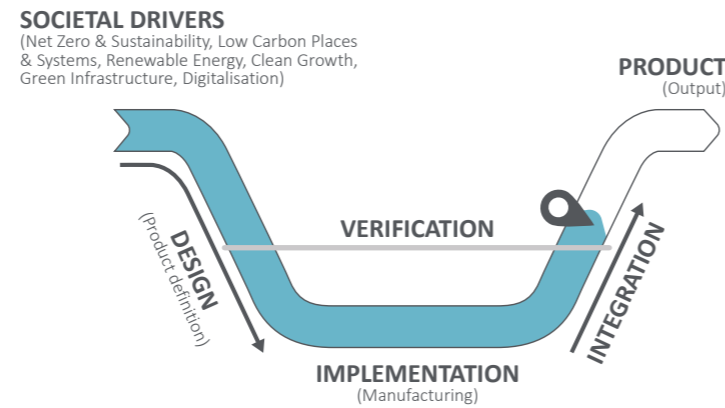 SOCIETAL DRIVERS
(Net Zero & Sustainability, Low Carbon Places
& Systems, Renewable Energy, Clean Growth,
Green Infrastructure, Digitalisation)
PRODUCT
(Output)
VERIFICATION
DESIGN
(Product definition)
INTEGRATION
IMPLEMENTATION
(Manufacturing)